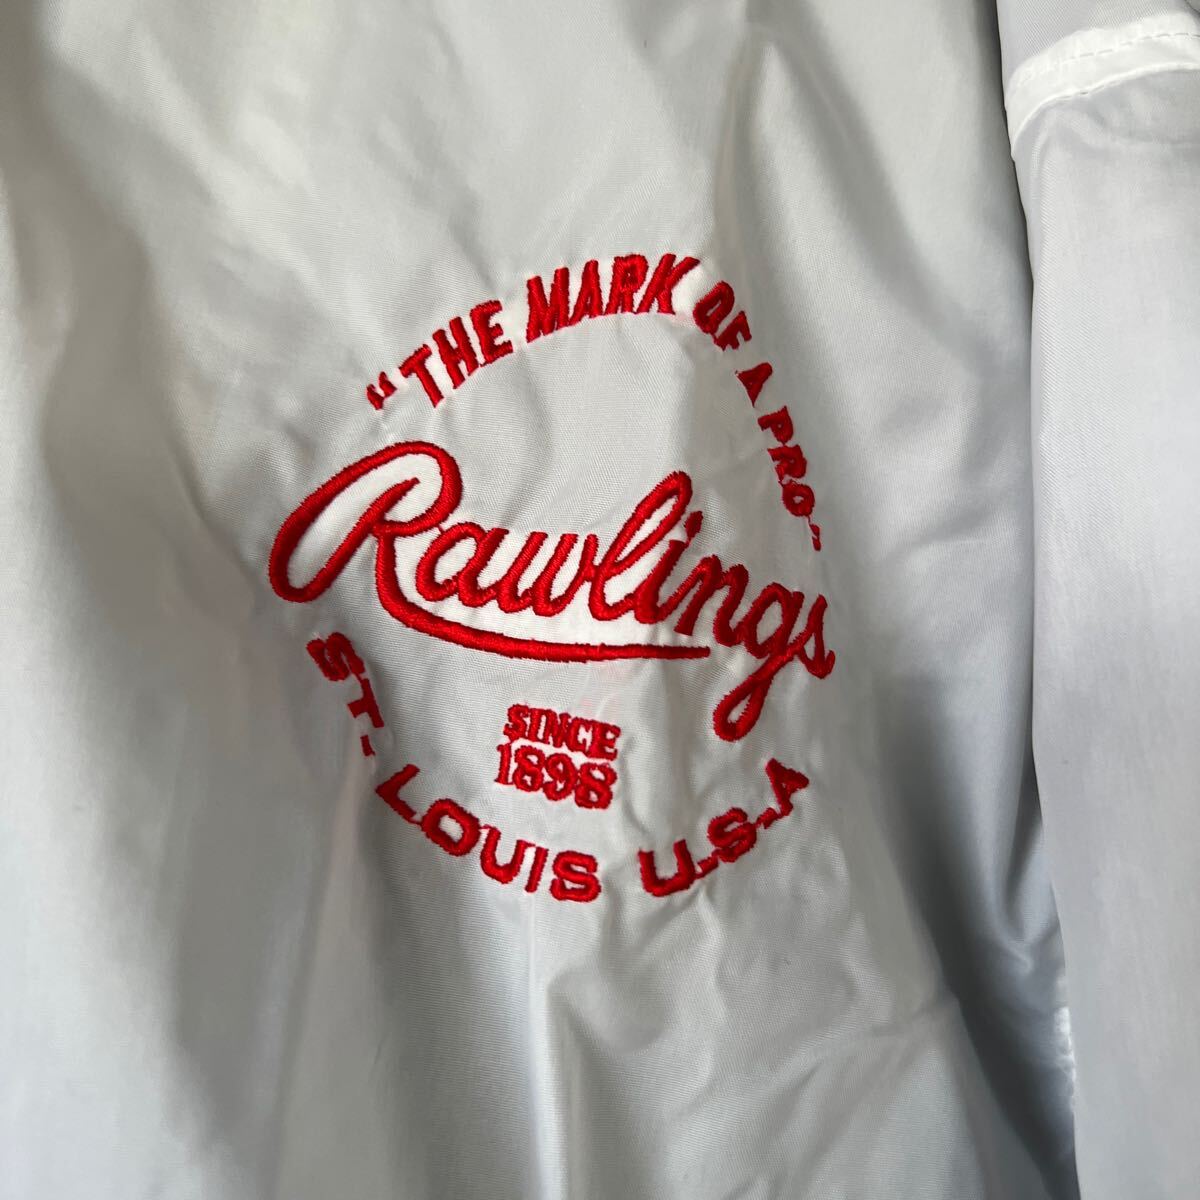 "THE MARK OF A PRO"
Rawlings
SINCE
1898
ST-LOUIS U.S.A